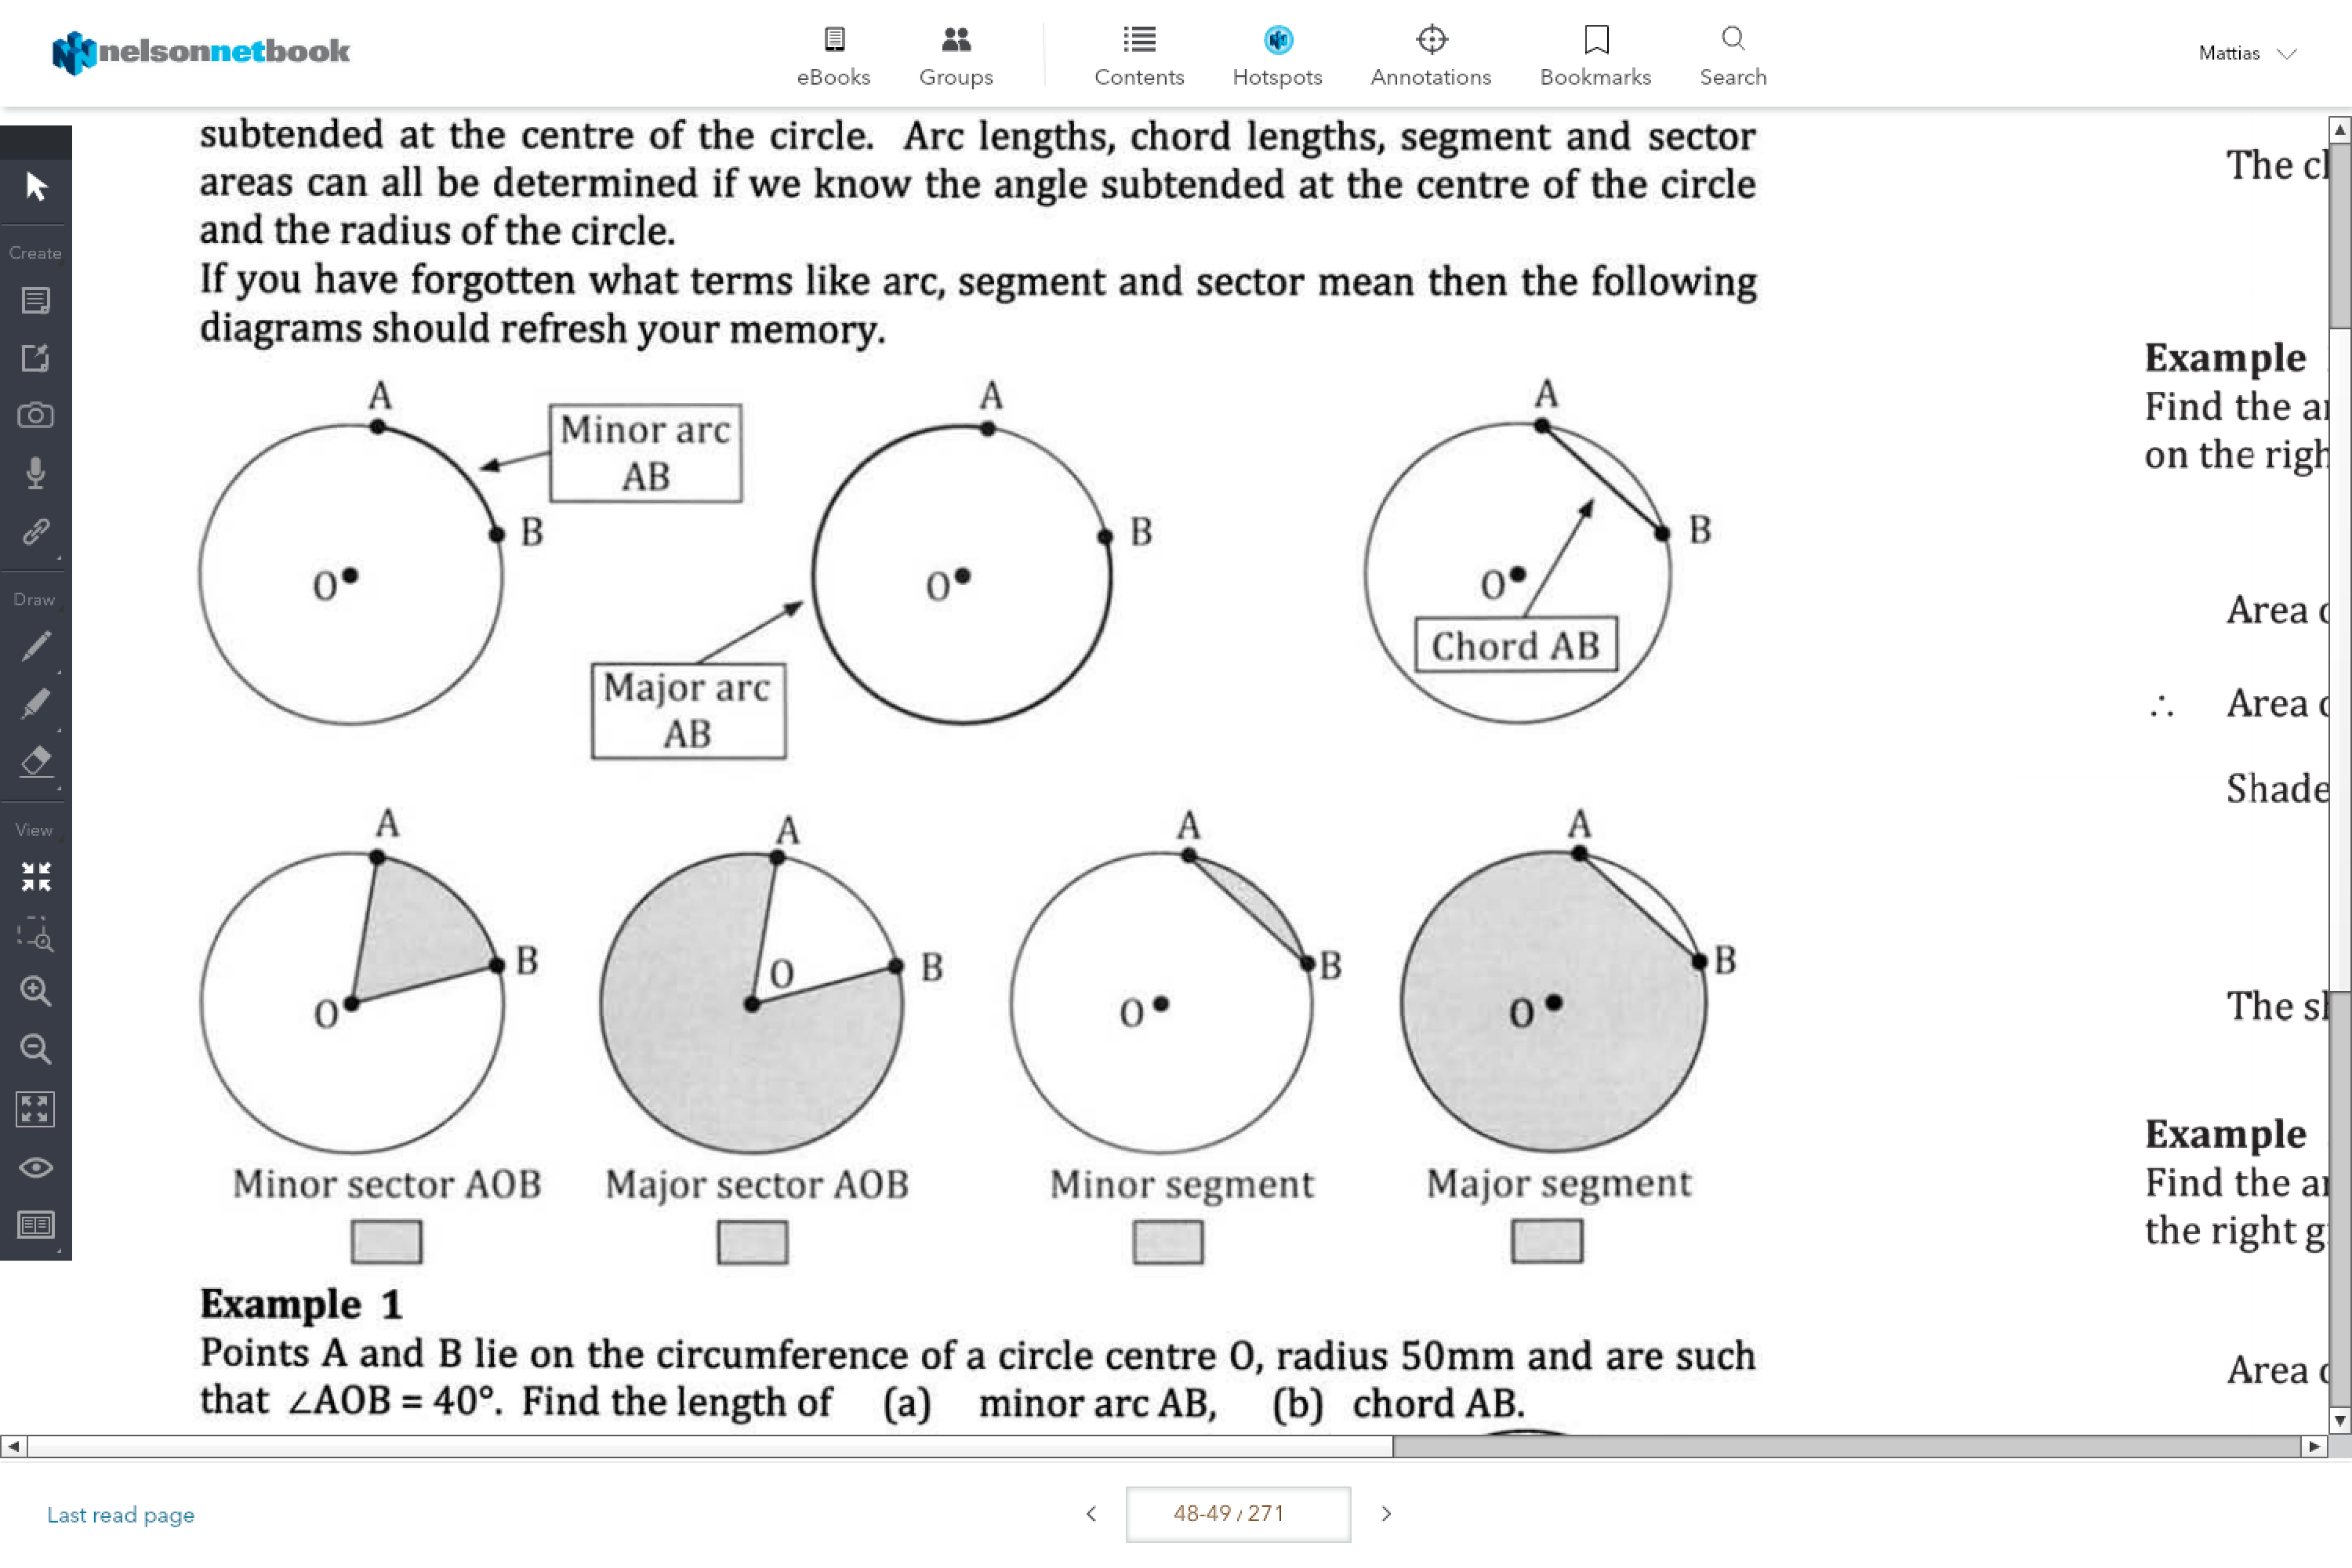 nelsonnetbook
eBooks
Groups
Contents
Hotspots
Annotations
Bookmarks
Search
Mattias
Create
Draw
View
subtended at the centre of the circle. Arc lengths, chord lengths, segment and sector
areas can all be determined if we know the angle subtended at the centre of the circle
and the radius of the circle.
If you have forgotten what terms like arc, segment and sector mean then the following
diagrams should refresh your memory.
A
Minor arc
AB
B
O
A
B
O
Major arc
AB
A
B
O
Chord AB
A
B
O
Minor sector AOB
A
B
O
Major sector AOB
A
B
O
Minor segment
A
B
O
Major segment
Example 1
Points A and B lie on the circumference of a circle centre O, radius 50mm and are such
that ∠AOB = 40°. Find the length of (a) minor arc AB, (b) chord AB.
The
Example
Find the
on the
Area
∴ Area
The
Example
Find the
the right
Area
Last read page
48-49 / 271